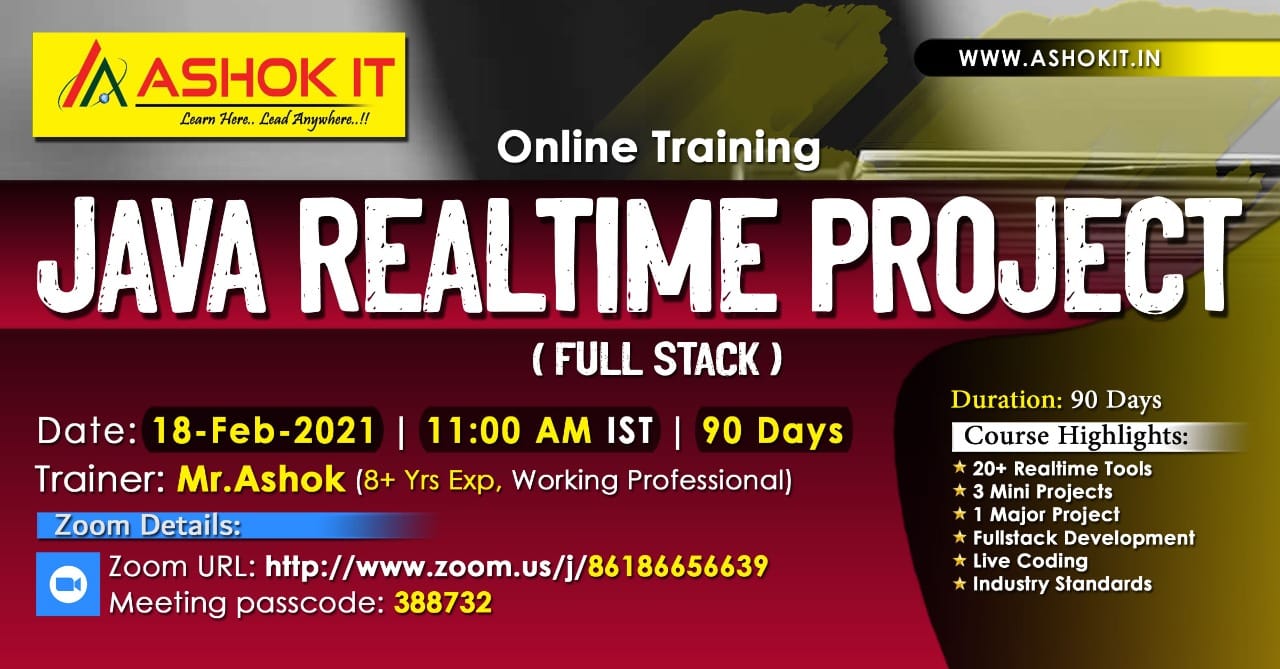 ASHOK IT
Learn Here.. Lead Anywhere..!!
WWW.ASHOKIT.IN
Online Training
JAVA REALTIME PROJECT
( FULL STACK )
Date: 18-Feb-2021 | 11:00 AM IST | 90 Days
Trainer: Mr.Ashok (8+ Yrs Exp, Working Professional)
Zoom Details:
Zoom URL: http://www.zoom.us/j/86186656639
Meeting passcode: 388732
Duration: 90 Days
Course Highlights:
20+ Realtime Tools
3 Mini Projects
1 Major Project
Fullstack Development
Live Coding
Industry Standards